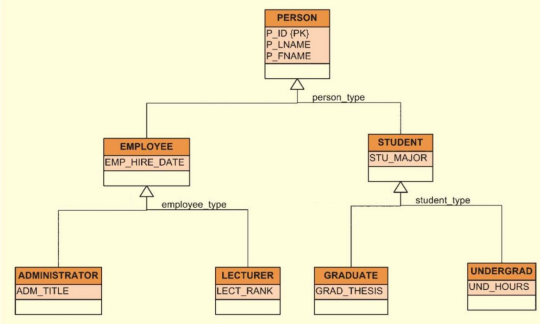 PERSON
P_ID {PK}
P_LNAME
P_FNAME
person_type
EMPLOYEE
EMP_HIRE_DATE
STUDENT
STU_MAJOR
employee_type
student_type
ADMINISTRATOR
ADM_TITLE
LECTURER
LECT_RANK
GRADUATE
GRAD_THESIS
UNDERGRAD
UND_HOURS